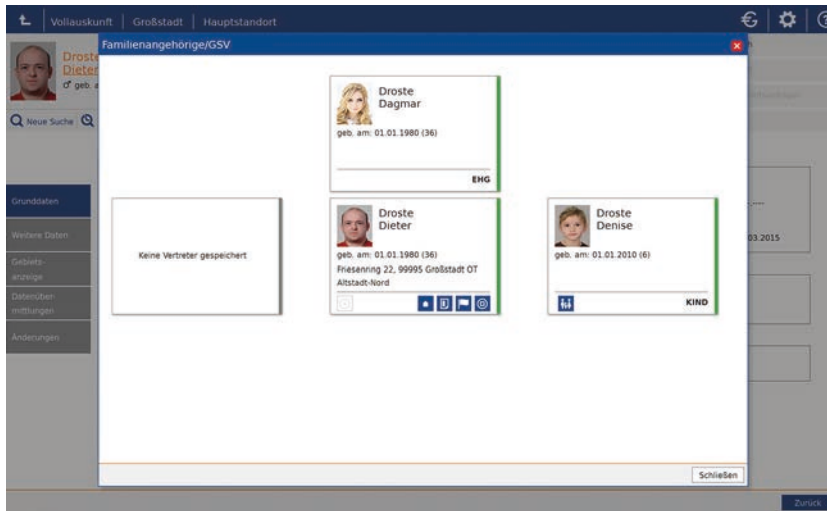 Vollauskunft | Großstadt | Hauptstandort
Familienangehörige/GSV
Droste
Dieter
♂ geb. a
Neue Suche
Grunddaten
Weitere Daten
Gebiets-
anzeige
Datenüber-
mittlungen
Änderungen
Droste
Dagmar
geb. am: 01.01.1980 (36)
EHG
Keine Vertreter gespeichert
Droste
Dieter
geb. am: 01.01.1980 (36)
Friesenring 22, 99995 Großstadt OT
Altstadt-Nord
Droste
Denise
geb. am: 01.01.2010 (6)
KIND
03.2015
Schließen
Zurück